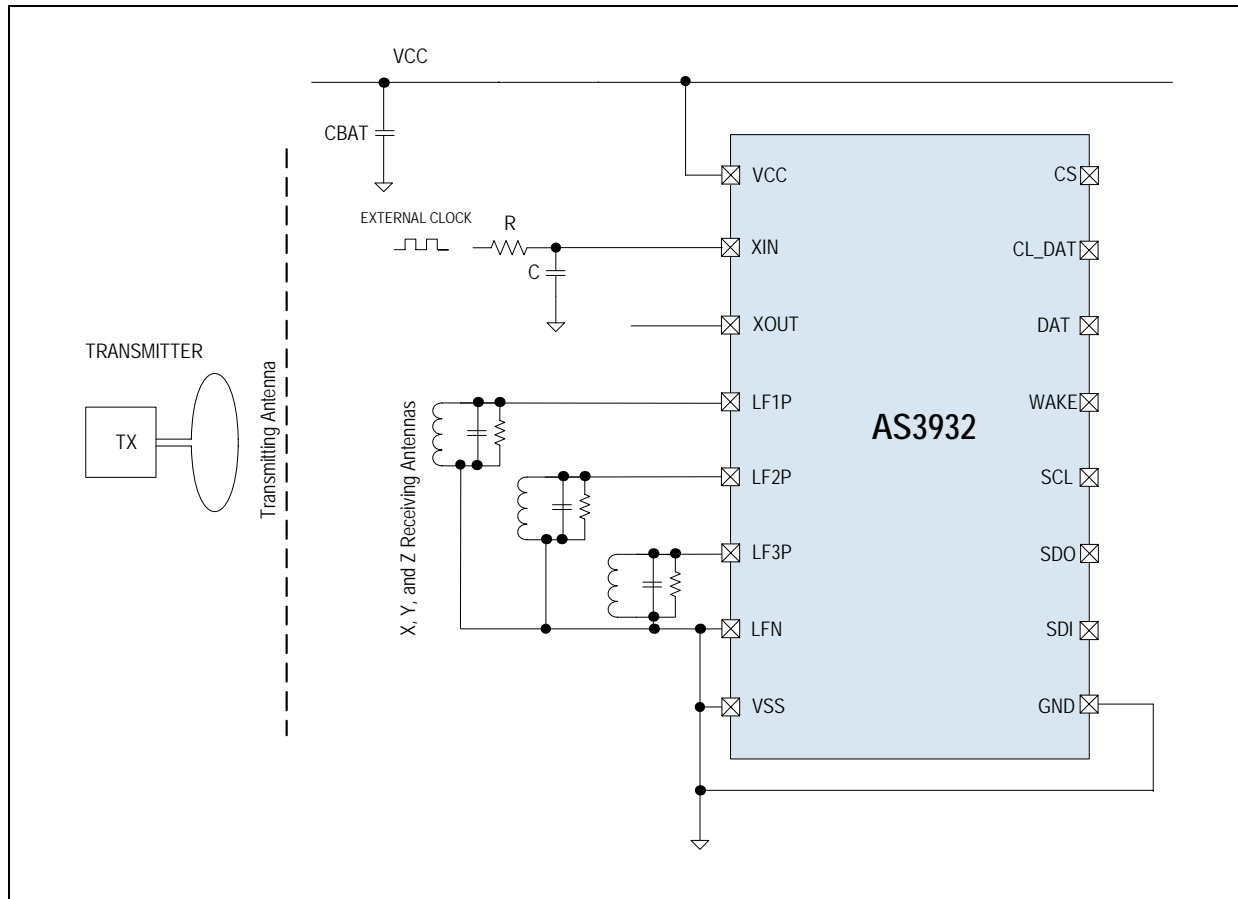 VCC
CBAT
EXTERNAL CLOCK
R
C
TRANSMITTER
TX
Transmitting Antenna
X, Y, and Z Receiving Antennas
VCC
XIN
XOUT
LF1P
LF2P
LF3P
LFN
VSS
AS3932
CS
CL_DAT
DAT
WAKE
SCL
SDO
SDI
GND